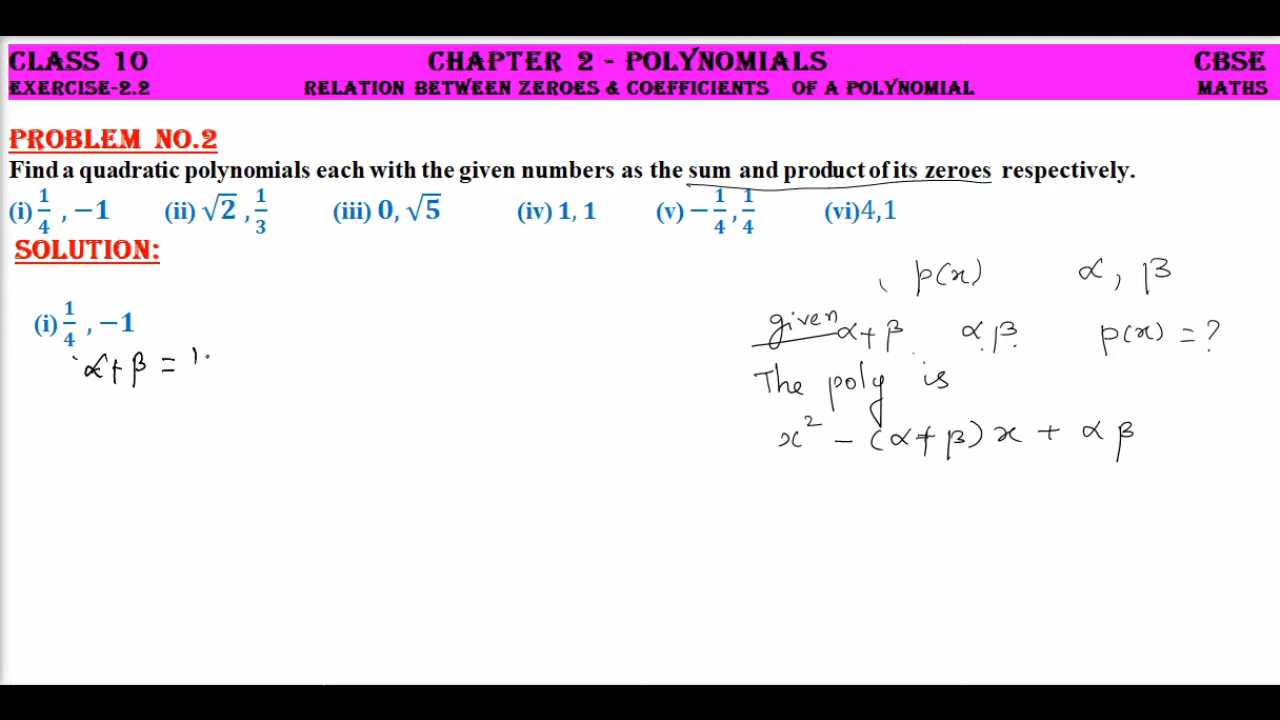 CLASS 10 CHAPTER 2 - POLYNOMIALS CBSE
EXERCISE-2.2 RELATION BETWEEN ZEROES & COEFFICIENTS OF A POLYNOMIAL MATHS
PROBLEM NO.2
Find a quadratic polynomials each with the given numbers as the sum and product of its zeroes respectively.
(i) 1/4 , −1 (ii) √2 , 1/3 (iii) 0, √5 (iv) 1, 1 (v) −1/4 , 1/4 (vi) 4,1
SOLUTION:
p(x) α, β
(i) 1/4 , −1
given α+β αβ p(x) = ?
α+β = 1
The poly is
x² − (α+β)x + αβ